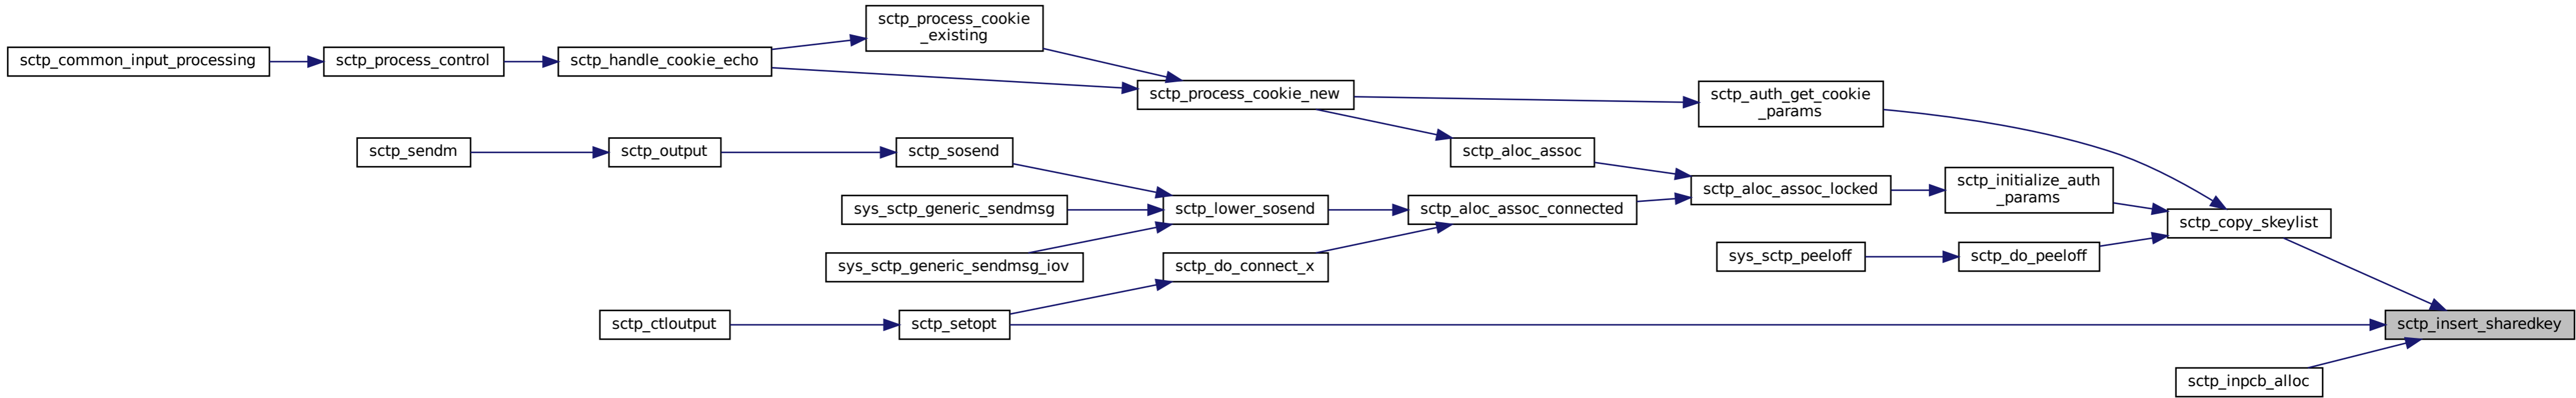 sctp_process_cookie
_existing
sctp_common_input_processing
sctp_process_control
sctp_handle_cookie_echo
sctp_process_cookie_new
sctp_auth_get_cookie
_params
sctp_sendm
sctp_output
sctp_sosend
sctp_aloc_assoc
sctp_initialize_auth
_params
sctp_aloc_assoc_locked
sys_sctp_generic_sendmsg
sctp_lower_sosend
sctp_aloc_assoc_connected
sctp_copy_skeylist
sys_sctp_peeloff
sctp_do_peeloff
sys_sctp_generic_sendmsg_iov
sctp_do_connect_x
sctp_ctloutput
sctp_setopt
sctp_insert_sharedkey
sctp_inpcb_alloc